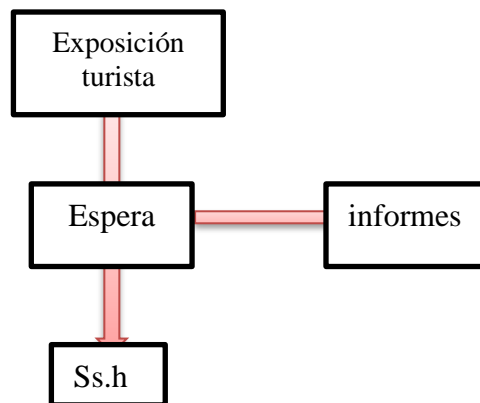 Exposición
turista
Espera
informes
Ss.h